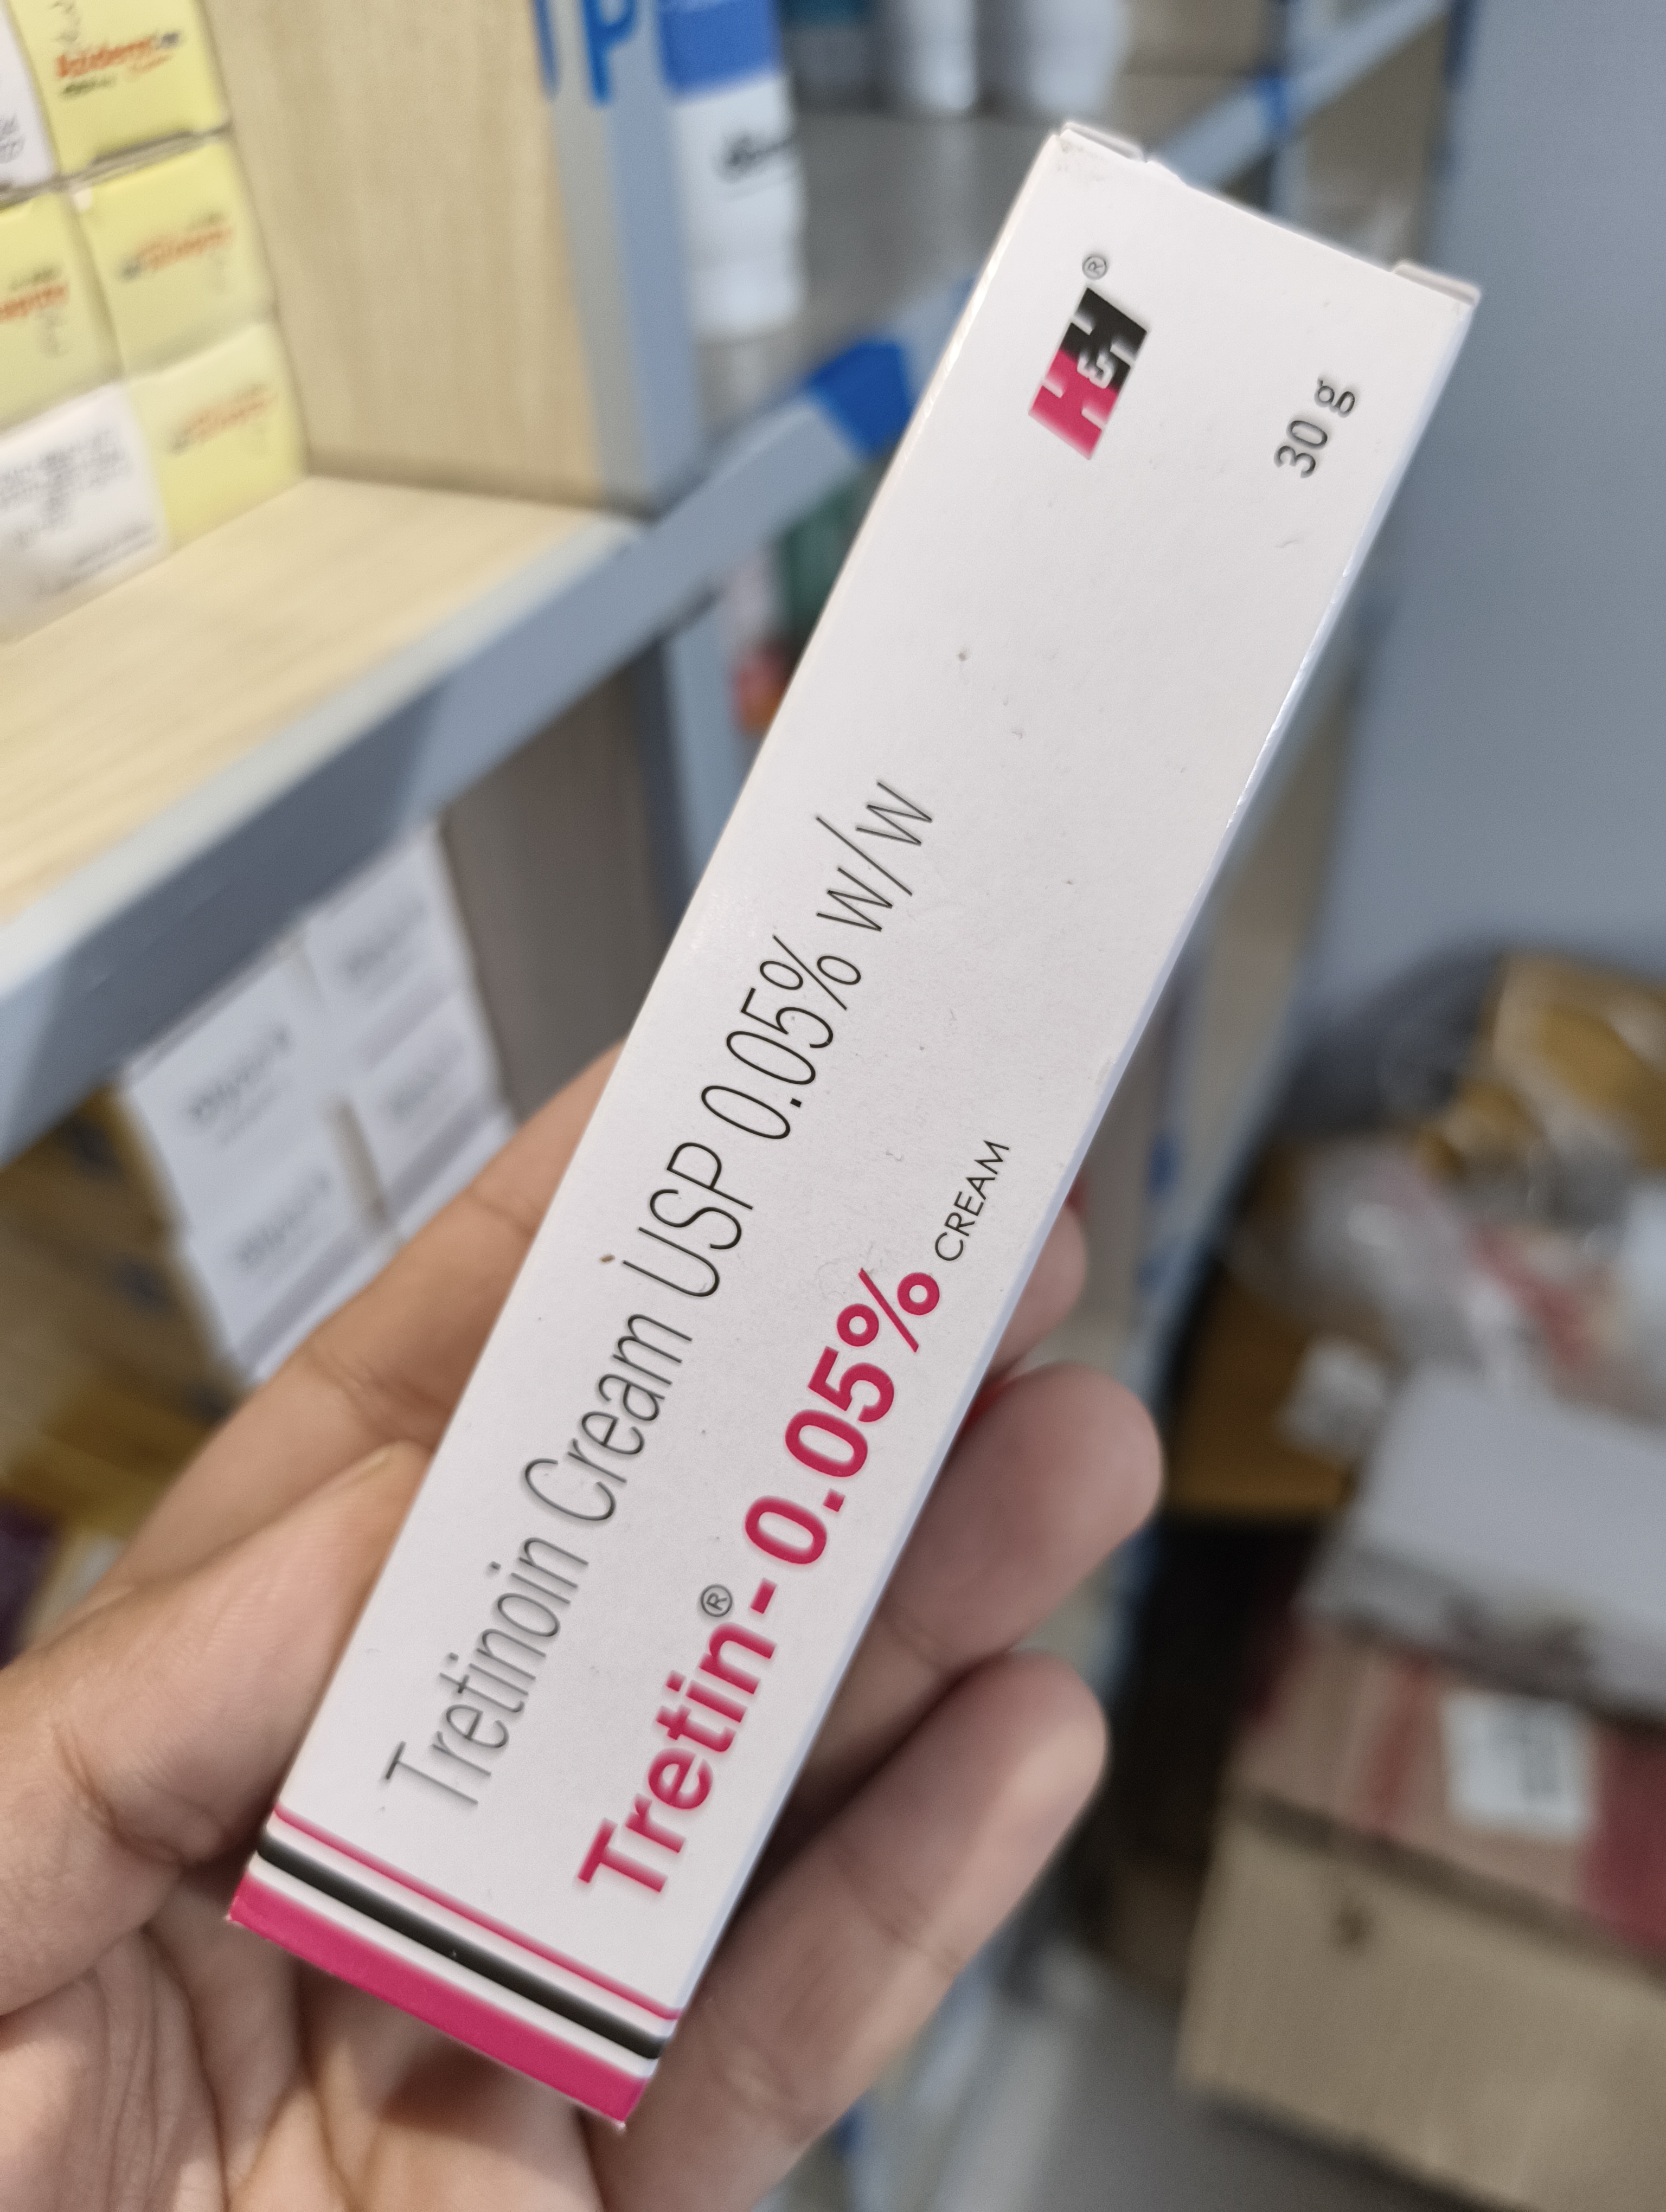 Tretinoin Cream USP 0.05% w/w
Tretin®-0.05% CREAM
H&H®
30 g